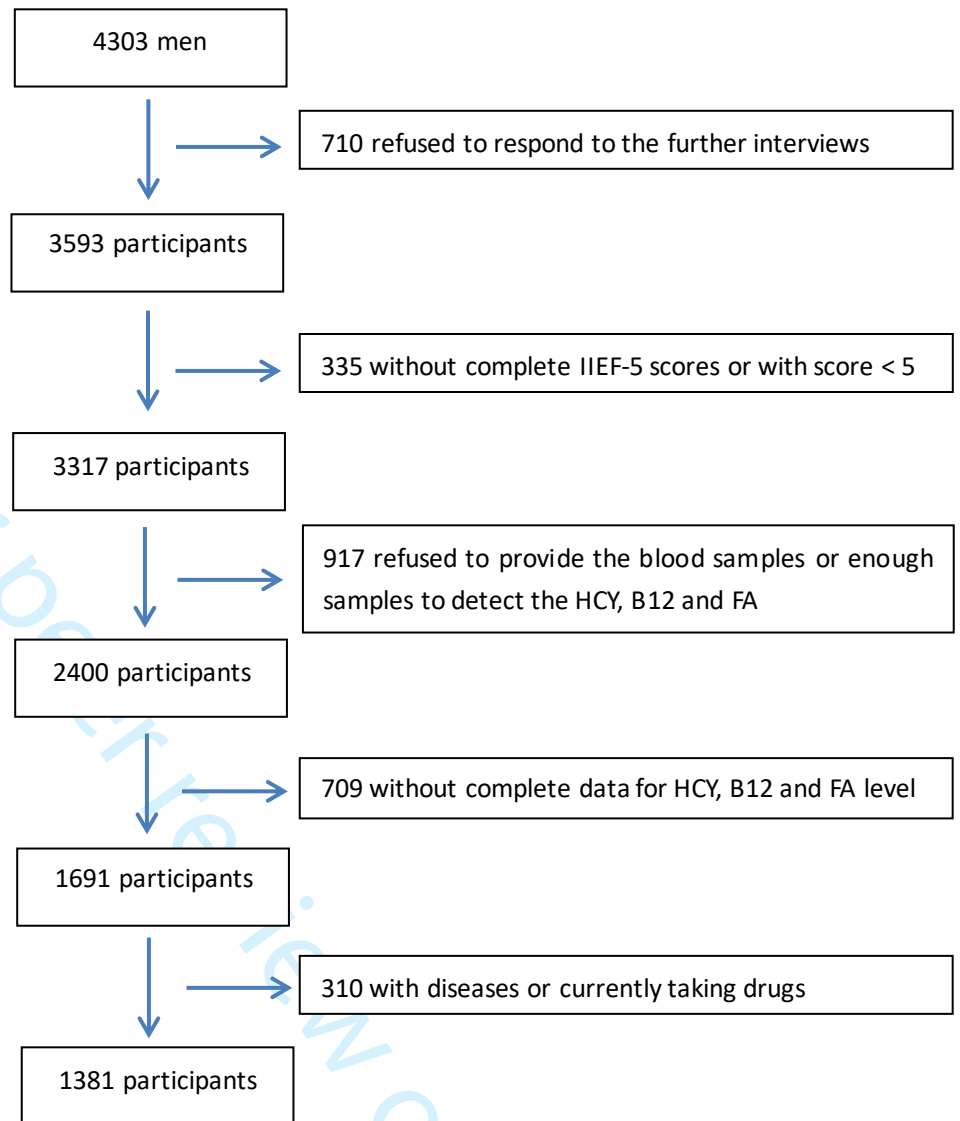 4303 men
710 refused to respond to the further interviews
3593 participants
335 without complete IIEF-5 scores or with score < 5
3317 participants
917 refused to provide the blood samples or enough
samples to detect the HCY, B12 and FA
2400 participants
709 without complete data for HCY, B12 and FA level
1691 participants
310 with diseases or currently taking drugs
1381 participants